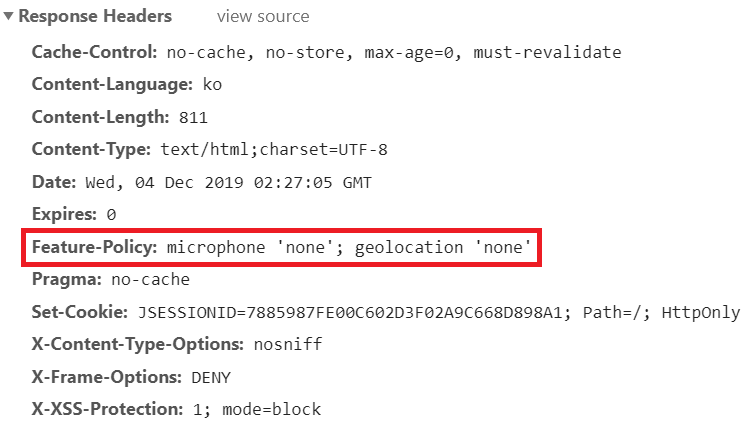 Response Headers view source
Cache-Control: no-cache, no-store, max-age=0, must-revalidate
Content-Language: ko
Content-Length: 811
Content-Type: text/html;charset=UTF-8
Date: Wed, 04 Dec 2019 02:27:05 GMT
Expires: 0
Feature-Policy: microphone 'none'; geolocation 'none'
Pragma: no-cache
Set-Cookie: JSESSIONID=7885987FE00C602D3F02A9C668D898A1; Path=/; HttpOnly
X-Content-Type-Options: nosniff
X-Frame-Options: DENY
X-XSS-Protection: 1; mode=block